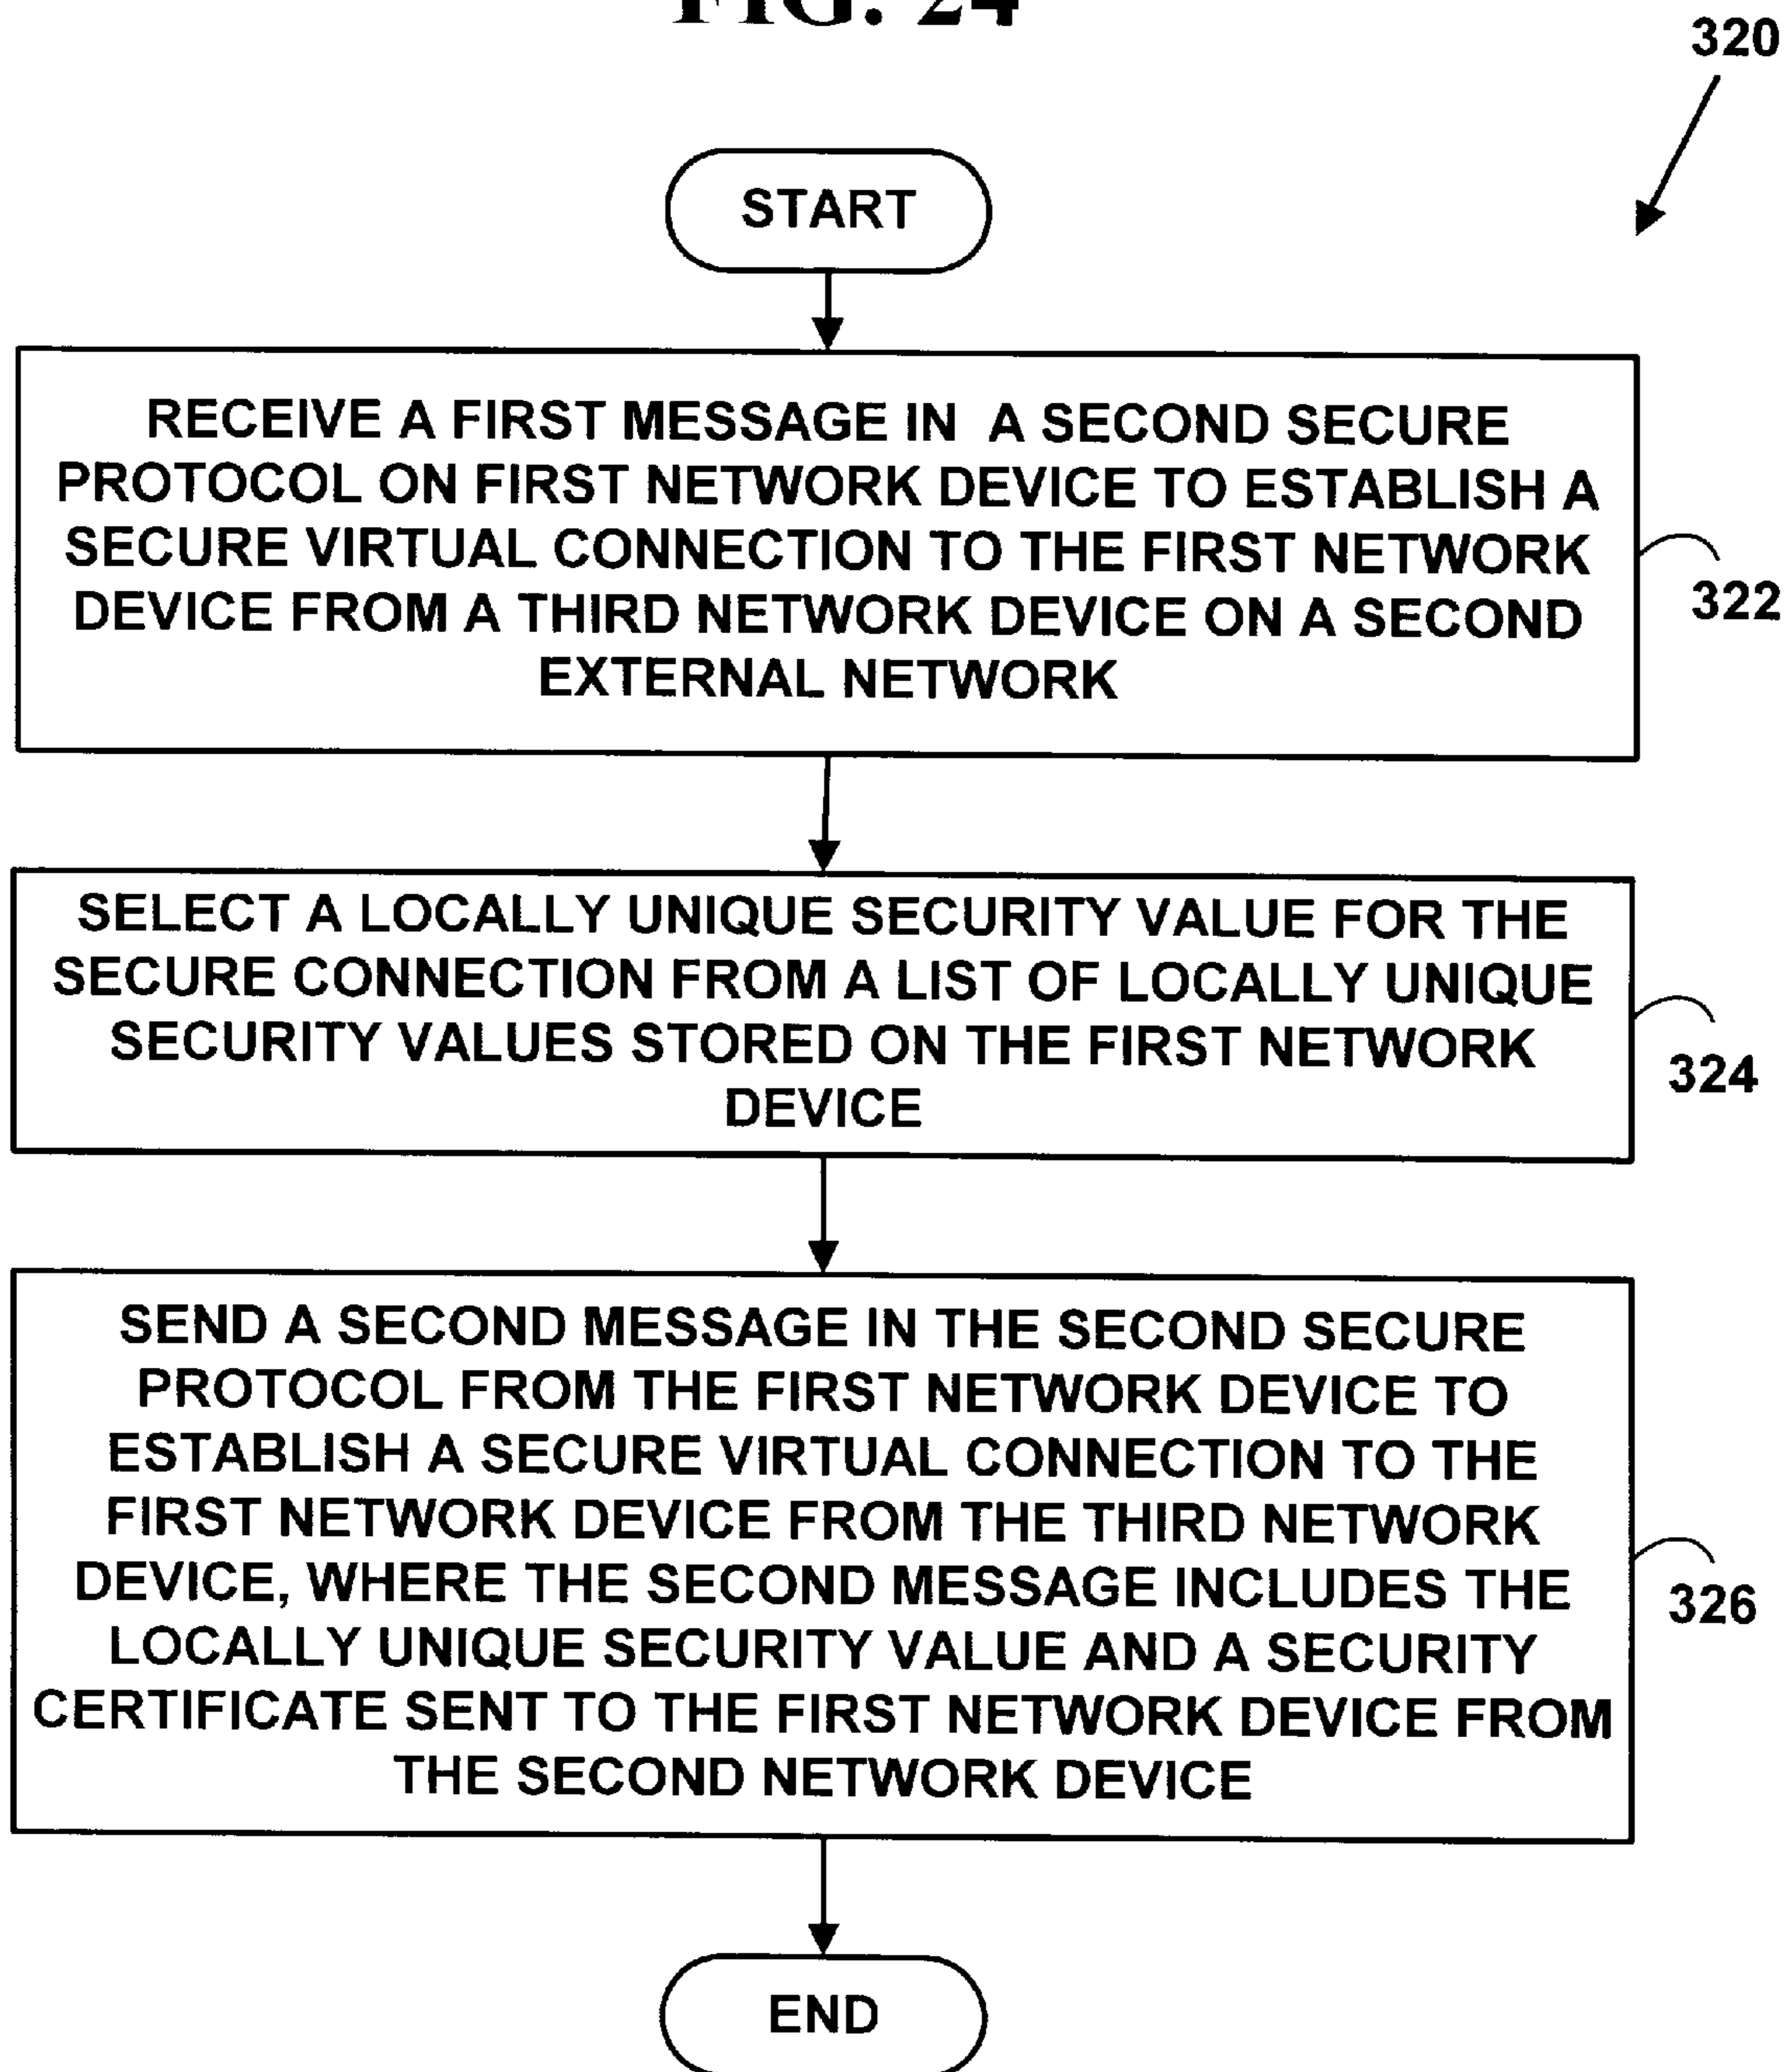 FIG. 24
320
START
RECEIVE A FIRST MESSAGE IN A SECOND SECURE
PROTOCOL ON FIRST NETWORK DEVICE TO ESTABLISH A
SECURE VIRTUAL CONNECTION TO THE FIRST NETWORK
DEVICE FROM A THIRD NETWORK DEVICE ON A SECOND
EXTERNAL NETWORK
322
SELECT A LOCALLY UNIQUE SECURITY VALUE FOR THE
SECURE CONNECTION FROM A LIST OF LOCALLY UNIQUE
SECURITY VALUES STORED ON THE FIRST NETWORK
DEVICE
324
SEND A SECOND MESSAGE IN THE SECOND SECURE
PROTOCOL FROM THE FIRST NETWORK DEVICE TO
ESTABLISH A SECURE VIRTUAL CONNECTION TO THE
FIRST NETWORK DEVICE FROM THE THIRD NETWORK
DEVICE, WHERE THE SECOND MESSAGE INCLUDES THE
LOCALLY UNIQUE SECURITY VALUE AND A SECURITY
CERTIFICATE SENT TO THE FIRST NETWORK DEVICE FROM
THE SECOND NETWORK DEVICE
326
END